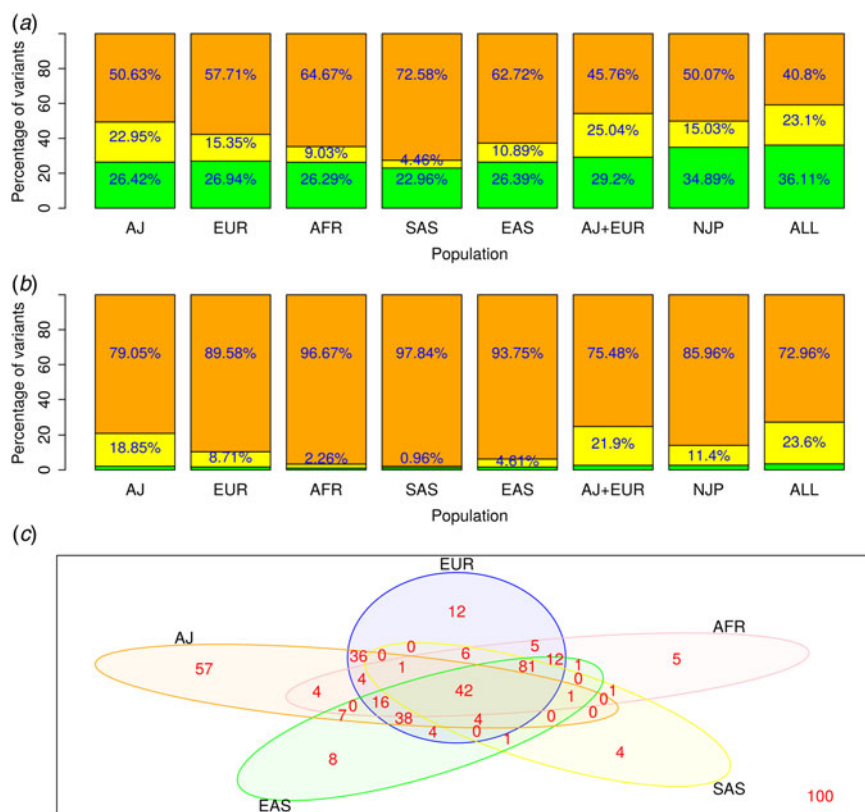 (a)
Percentage of variants
80
60
40
20
0
50.63% 57.71% 64.67% 72.58% 62.72% 45.76% 50.07% 40.8%
22.95% 15.35% 9.03% 4.46% 10.89% 25.04% 15.03% 23.1%
26.42% 26.94% 26.29% 22.96% 26.39% 29.2% 34.89% 36.11%
AJ EUR AFR SAS EAS AJ+EUR NJP ALL
Population
(b)
Percentage of variants
80
60
40
20
0
79.05% 89.58% 96.67% 97.84% 93.75% 75.48% 85.96% 72.96%
18.85% 8.71% 2.26% 0.96% 4.61% 21.9% 11.4% 23.6%
AJ EUR AFR SAS EAS AJ+EUR NJP ALL
Population
(c)
EUR
12
AJ
AFR
36 0 0 6 5 12 1
57 1 81 5
4 0
4 42 1 1
0 16 0
7 38 4 0 0
4 0 1
8 4
EAS SAS 100